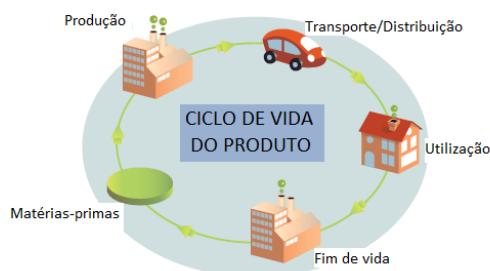 Produção
Transporte/Distribuição
CICLO DE VIDA
DO PRODUTO
Utilização
Matérias-primas
Fim de vida